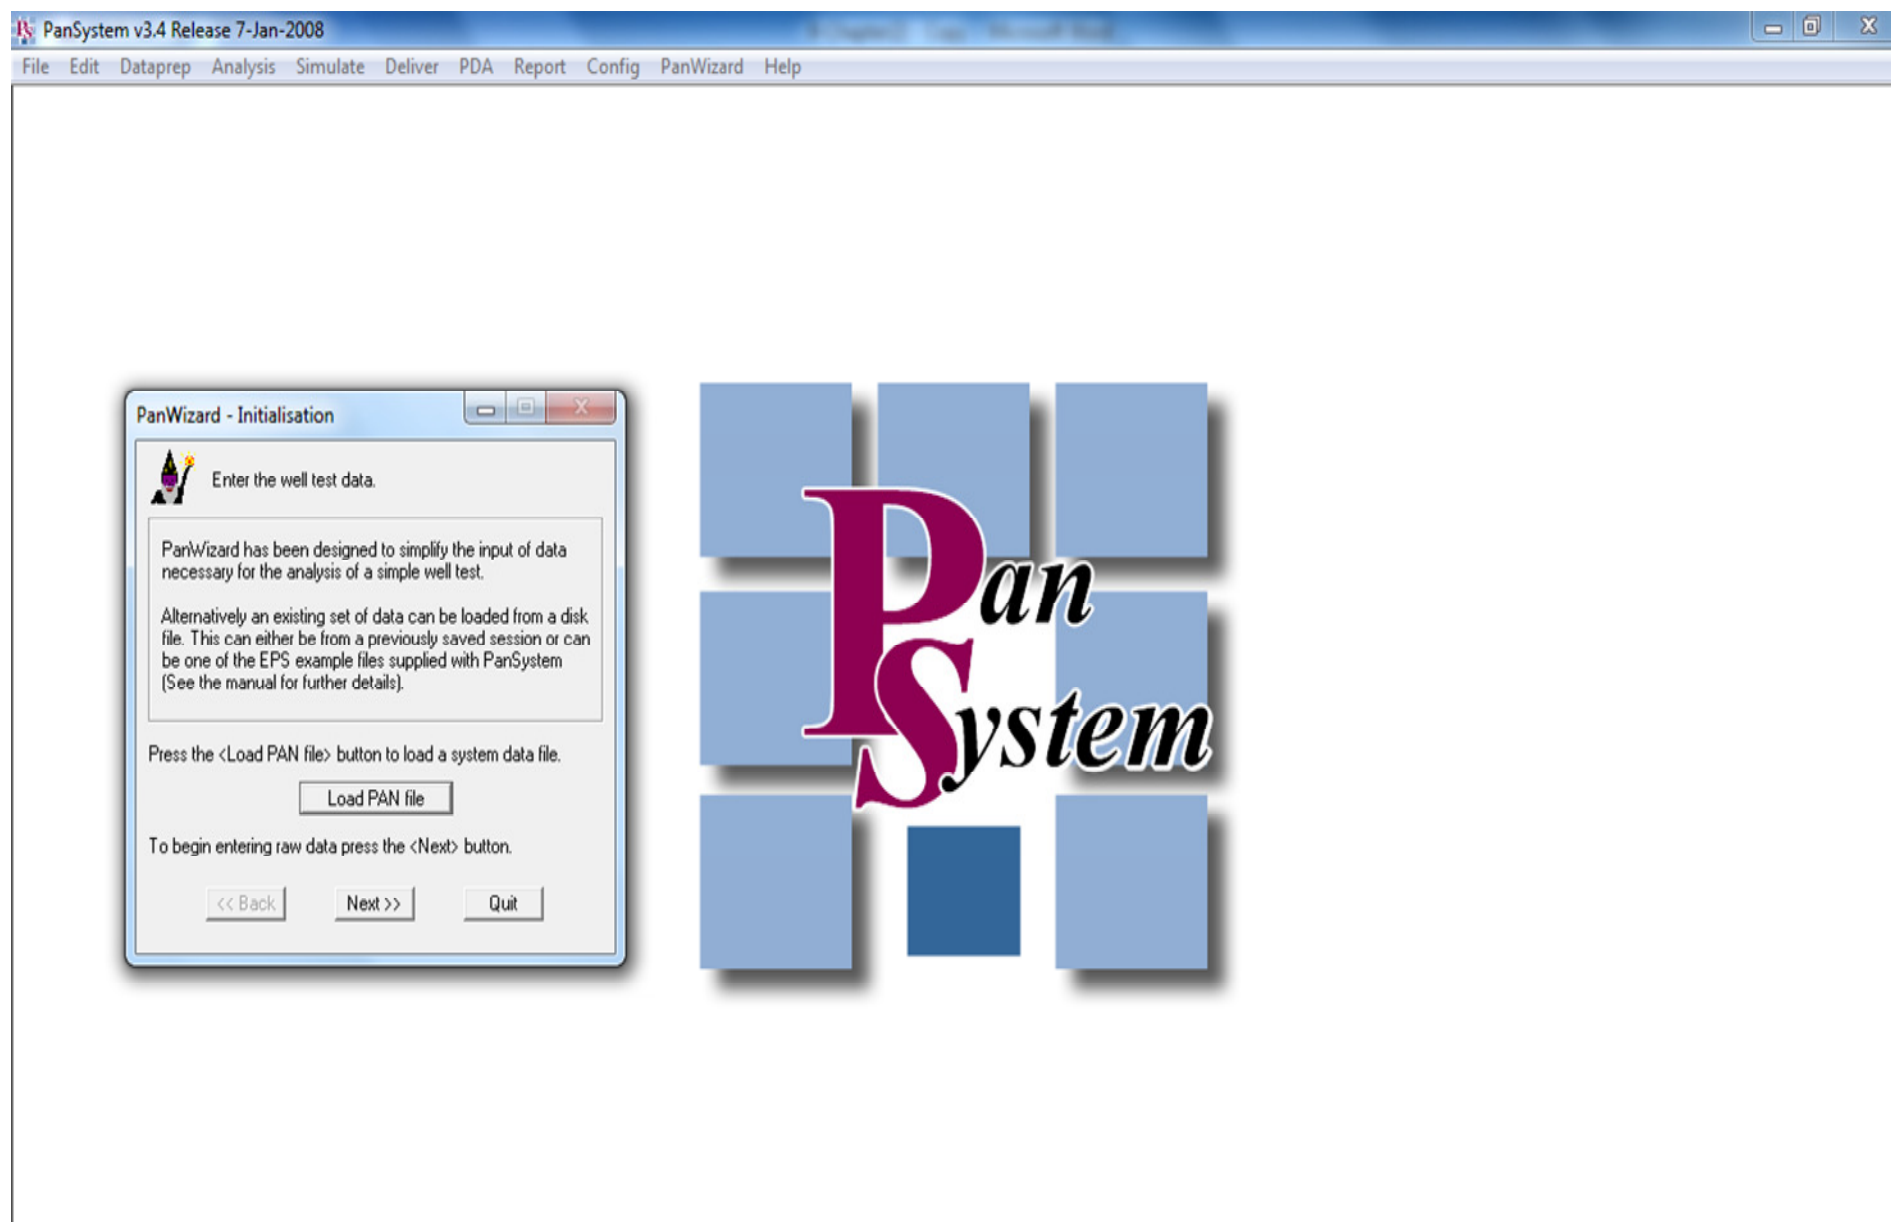 PanSystem v3.4 Release 7-Jan-2008
File Edit Dataprep Analysis Simulate Deliver PDA Report Config PanWizard Help
PanWizard - Initialisation
Enter the well test data.
PanWizard has been designed to simplify the input of data
necessary for the analysis of a simple well test.
Alternatively an existing set of data can be loaded from a disk
file. This can either be from a previously saved session or can
be one of the EPS example files supplied with PanSystem
(See the manual for further details).
Press the <Load PAN file> button to load a system data file.
Load PAN file
To begin entering raw data press the <Next> button.
<< Back Next >> Quit
Pan
System